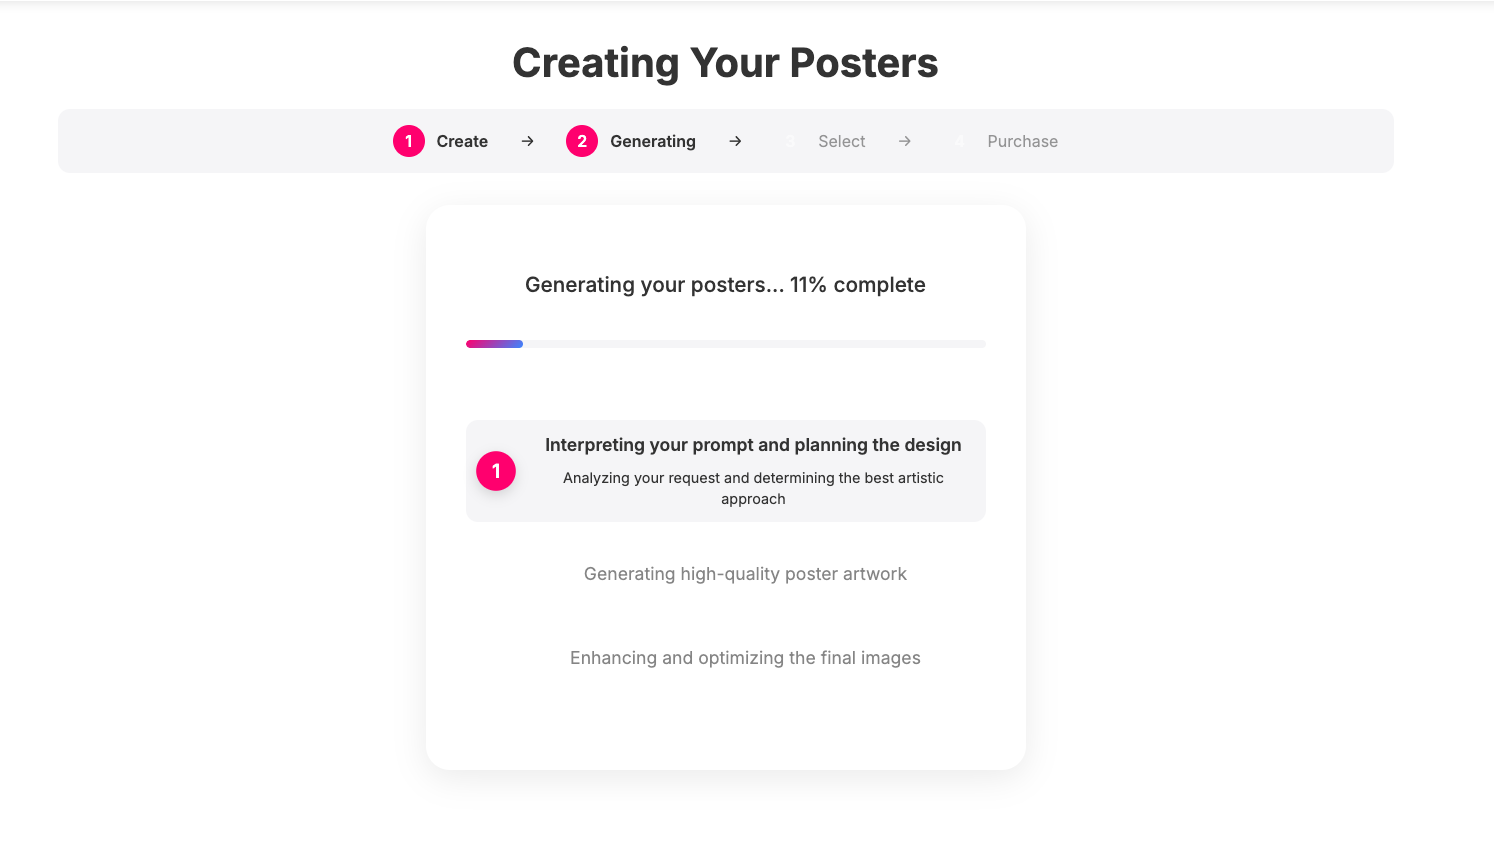 Creating Your Posters
1 Create → 2 Generating → 3 Select → 4 Purchase
Generating your posters... 11% complete
1
Interpreting your prompt and planning the design
Analyzing your request and determining the best artistic
approach
Generating high-quality poster artwork
Enhancing and optimizing the final images